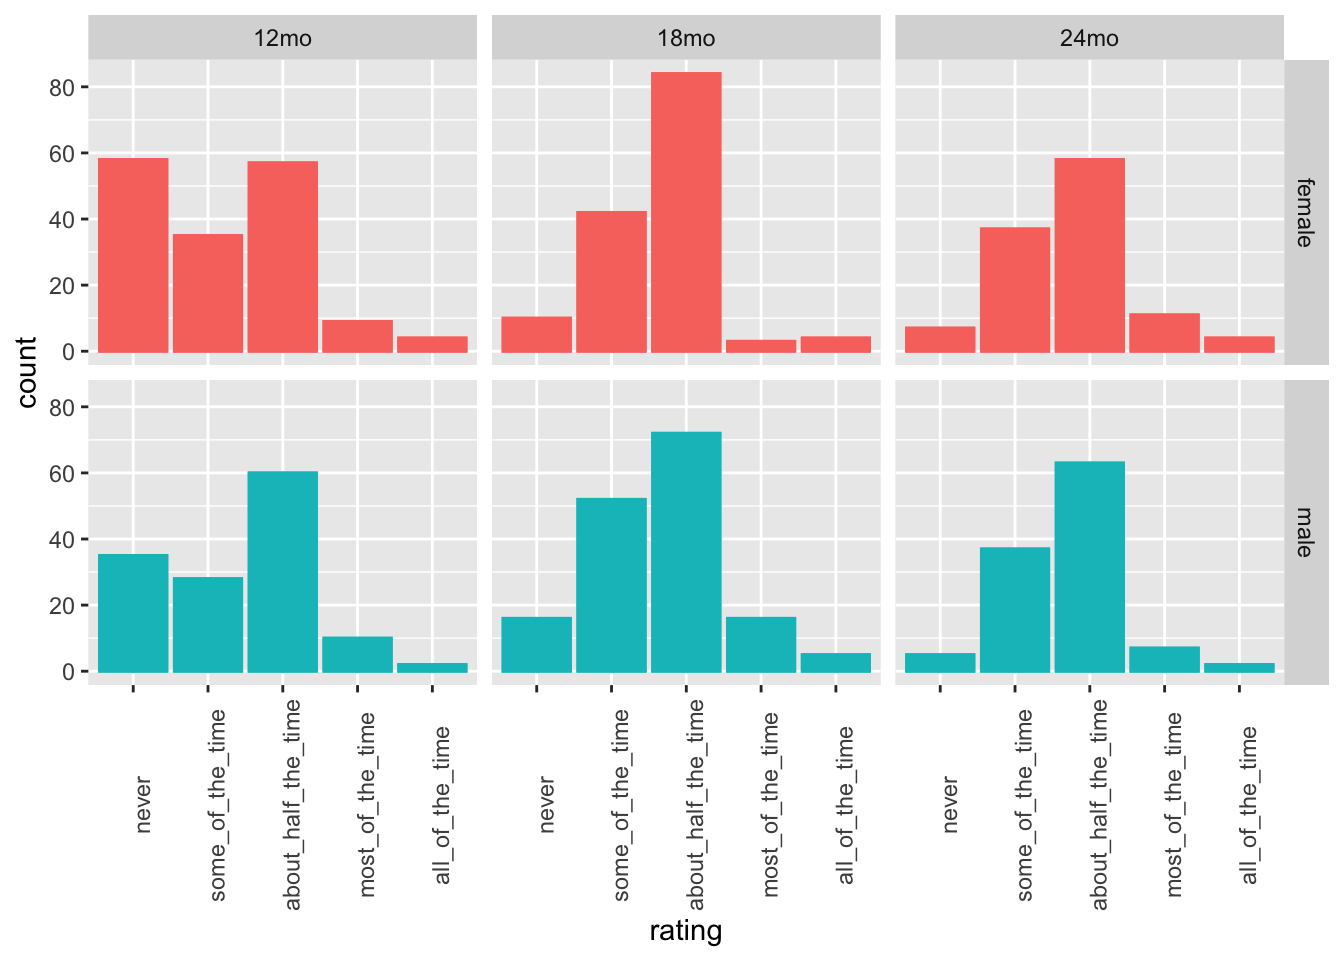 12mo 18mo 24mo
80
60
40
20
0
female
count
80
60
40
20
0
male
never some_of_the_time about_half_the_time most_of_the_time all_of_the_time never some_of_the_time about_half_the_time most_of_the_time all_of_the_time never some_of_the_time about_half_the_time most_of_the_time all_of_the_time
rating